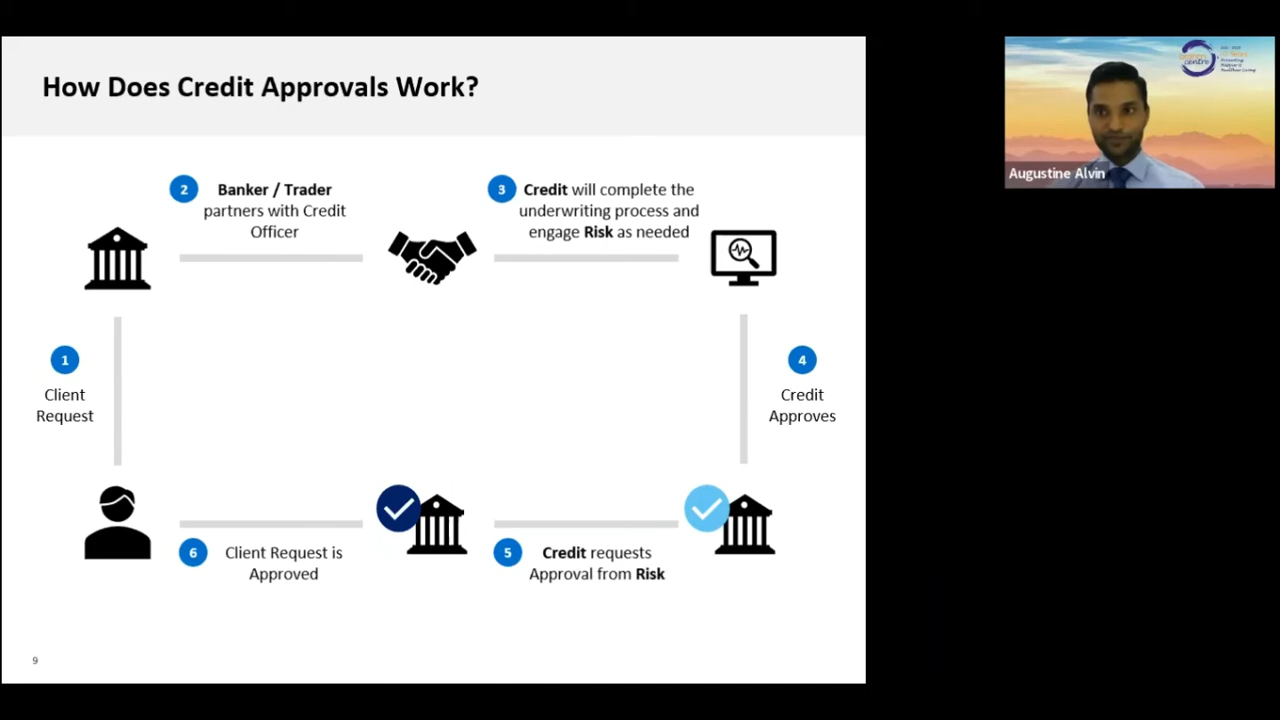 How Does Credit Approvals Work?
2
Banker / Trader
partners with Credit
Officer
3
Credit will complete the
underwriting process and
engage Risk as needed
1
Client
Request
4
Credit
Approves
6
Client Request is
Approved
5
Credit requests
Approval from Risk
9
centre
Augustine Alvin